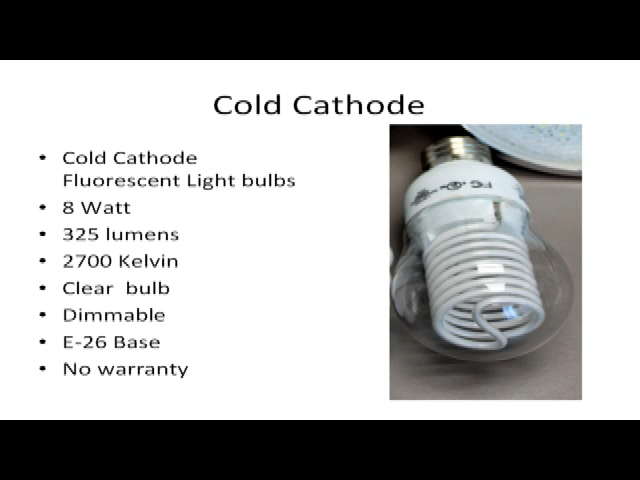 Cold Cathode
• Cold Cathode
Fluorescent Light bulbs
• 8 Watt
• 325 lumens
• 2700 Kelvin
• Clear  bulb
• Dimmable
• E-26 Base
• No warranty
FC